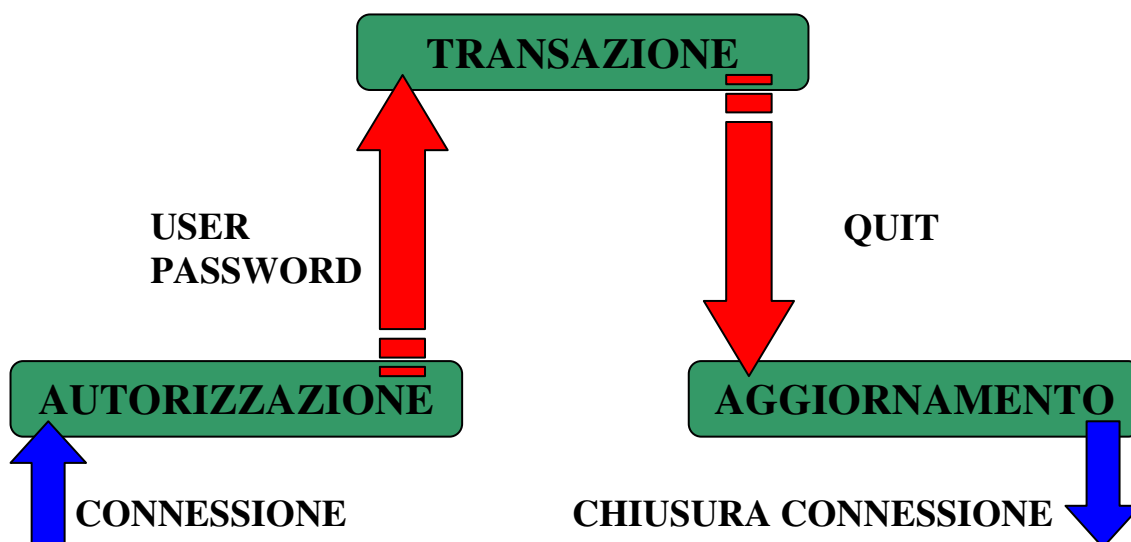 TRANSAZIONE
USER
PASSWORD
QUIT
AUTORIZZAZIONE
AGGIORNAMENTO
CONNESSIONE
CHIUSURA CONNESSIONE